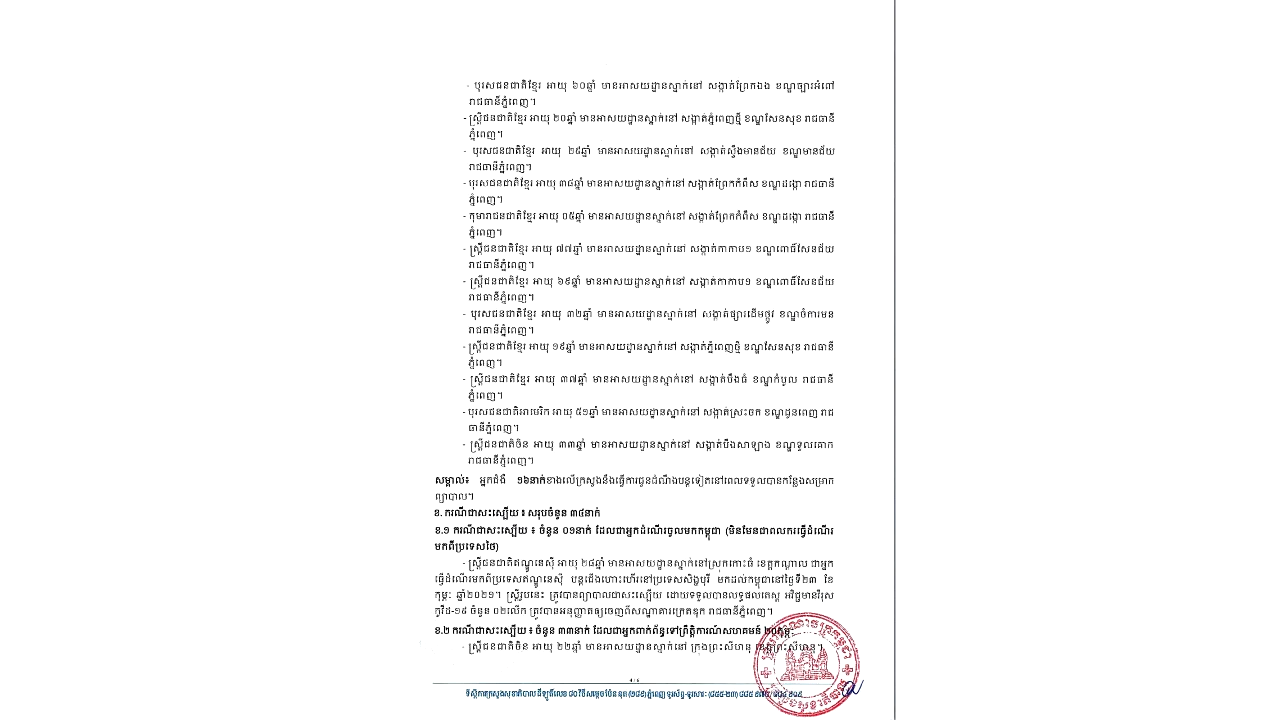 - បុរសជនជាតិខ្មែរ អាយុ ៦០ឆ្នាំ មានអាសយដ្ឋានស្នាក់នៅ សង្កាត់ព្រែកឯង ខណ្ឌច្បារអំពៅ
រាជធានីភ្នំពេញ។
- ស្ត្រីជនជាតិខ្មែរ អាយុ ២០ឆ្នាំ មានអាសយដ្ឋានស្នាក់នៅ សង្កាត់ភ្នំពេញថ្មី ខណ្ឌសែនសុខ រាជធានី
ភ្នំពេញ។
- បុរសជនជាតិខ្មែរ អាយុ ២៩ឆ្នាំ មានអាសយដ្ឋានស្នាក់នៅ សង្កាត់ស្ទឹងមានជ័យ ខណ្ឌមានជ័យ
រាជធានីភ្នំពេញ។
- បុរសជនជាតិខ្មែរ អាយុ ៣៨ឆ្នាំ មានអាសយដ្ឋានស្នាក់នៅ សង្កាត់ព្រែកកំពឹស ខណ្ឌដង្កោ រាជធានី
ភ្នំពេញ។
- កុមារាជនជាតិខ្មែរ អាយុ ០៥ឆ្នាំ មានអាសយដ្ឋានស្នាក់នៅ សង្កាត់ព្រែកកំពឹស ខណ្ឌដង្កោ រាជធានី
ភ្នំពេញ។
- ស្ត្រីជនជាតិខ្មែរ អាយុ ៧៧ឆ្នាំ មានអាសយដ្ឋានស្នាក់នៅ សង្កាត់កាកាប១ ខណ្ឌពោធិ៍សែនជ័យ
រាជធានីភ្នំពេញ។
- ស្ត្រីជនជាតិខ្មែរ អាយុ ៦៩ឆ្នាំ មានអាសយដ្ឋានស្នាក់នៅ សង្កាត់កាកាប១ ខណ្ឌពោធិ៍សែនជ័យ
រាជធានីភ្នំពេញ។
- បុរសជនជាតិខ្មែរ អាយុ ៣២ឆ្នាំ មានអាសយដ្ឋានស្នាក់នៅ សង្កាត់ផ្សារដើមថ្កូវ ខណ្ឌចំការមន
រាជធានីភ្នំពេញ។
- ស្ត្រីជនជាតិខ្មែរ អាយុ ១៩ឆ្នាំ មានអាសយដ្ឋានស្នាក់នៅ សង្កាត់ភ្នំពេញថ្មី ខណ្ឌសែនសុខ រាជធានី
ភ្នំពេញ។
- ស្ត្រីជនជាតិខ្មែរ អាយុ ៣៧ឆ្នាំ មានអាសយដ្ឋានស្នាក់នៅ សង្កាត់បឹងធំ ខណ្ឌកំបូល រាជធានី
ភ្នំពេញ។
- បុរសជនជាតិអាមេរិក អាយុ ៥១ឆ្នាំ មានអាសយដ្ឋានស្នាក់នៅ សង្កាត់ស្រះចក ខណ្ឌដូនពេញ រាជ
ធានីភ្នំពេញ។
- ស្ត្រីជនជាតិចិន អាយុ ៣៣ឆ្នាំ មានអាសយដ្ឋានស្នាក់នៅ សង្កាត់បឹងសាឡាង ខណ្ឌទួលគោក
រាជធានីភ្នំពេញ។
សម្គាល់៖ អ្នកជំងឺ ១៦នាក់ខាងលើក្រសួងនឹងធ្វើការជូនដំណឹងបន្តទៀតនៅពេលទទួលបានកន្លែងសម្រាក
ព្យាបាល។
ខ. ករណីជាសះស្បើយ ៖ សរុបចំនួន ៣៤នាក់
ខ.១ ករណីជាសះស្បើយ ៖ ចំនួន ០១នាក់ ដែលជាអ្នកដំណើរចូលមកកម្ពុជា (មិនមែនជាពលករធ្វើដំណើរ
មកពីប្រទេសថៃ)
- ស្ត្រីជនជាតិឥណ្ឌូនេស៊ី អាយុ ២៨ឆ្នាំ មានអាសយដ្ឋានស្នាក់នៅស្រុកកោះធំ ខេត្តកណ្តាល ជាអ្នក
ធ្វើដំណើរមកពីប្រទេសឥណ្ឌូនេស៊ី បន្តជើងហោះហើរនៅប្រទេសសិង្ហបុរី មកដល់កម្ពុជានៅថ្ងៃទី២៣ ខែ
កុម្ភៈ ឆ្នាំ២០២១។ ស្ត្រីរូបនេះ ត្រូវបានព្យាបាលជាសះស្បើយ ដោយទទួលបានលទ្ធផលតេស្ត អវិជ្ជមានវីរុស
កូវីដ-១៩ ចំនួន ០២លើក ត្រូវបានអនុញ្ញាតឲ្យចេញពីសណ្ឋាគារក្រេតឌុក រាជធានីភ្នំពេញ។
ខ.២ ករណីជាសះស្បើយ ៖ ចំនួន ៣៣នាក់ ដែលជាអ្នកពាក់ព័ន្ធទៅព្រឹត្តិការណ៍សហគមន៍ ២០កុម្ភៈ
- ស្ត្រីជនជាតិចិន អាយុ ២២ឆ្នាំ មានអាសយដ្ឋានស្នាក់នៅ ក្រុងព្រះសីហនុ ខេត្តព្រះសីហនុ។